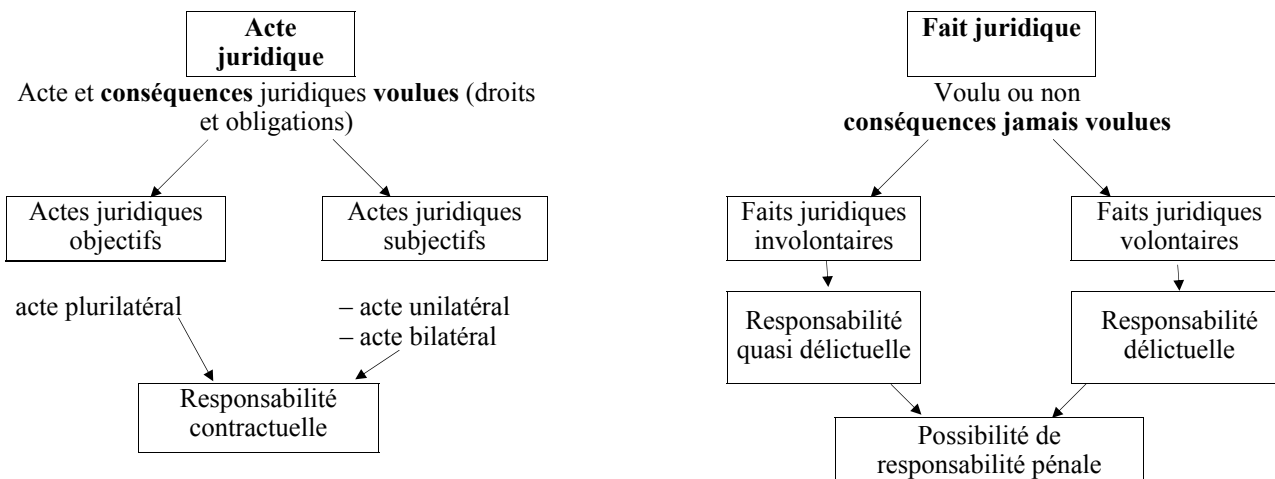 Acte
juridique
Acte et conséquences juridiques voulues (droits
et obligations)
Actes juridiques
objectifs
Actes juridiques
subjectifs
acte plurilatéral
– acte unilatéral
– acte bilatéral
Responsabilité
contractuelle
Fait juridique
Voulu ou non
conséquences jamais voulues
Faits juridiques
involontaires
Faits juridiques
volontaires
Responsabilité
quasi délictuelle
Responsabilité
délictuelle
Possibilité de
responsabilité pénale